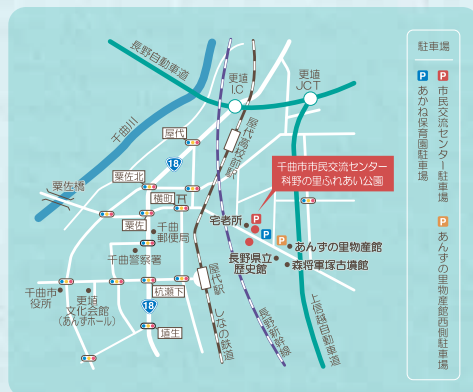 長野自動車道
更埴
I.C
更埴
JCT
千曲川
屋代
屋代高校前駅
18
粟佐北
粟佐橋
横町
千曲市市民交流センター
科野の里ふれあい公園
宅老所
P
P
P
粟佐
千曲
郵便局
千曲警察署
あんずの里物産館
長野県立
歴史館
森将軍塚古墳館
千曲市
役所
更埴
文化会館
(あんずホール)
杭瀬下
屋代駅
しなの鉄道
18
埴生
長野新幹線
上信越自動車道
駐車場
P 市民交流センター駐車場
P あかね保育園駐車場
P あんずの里物産館西側駐車場